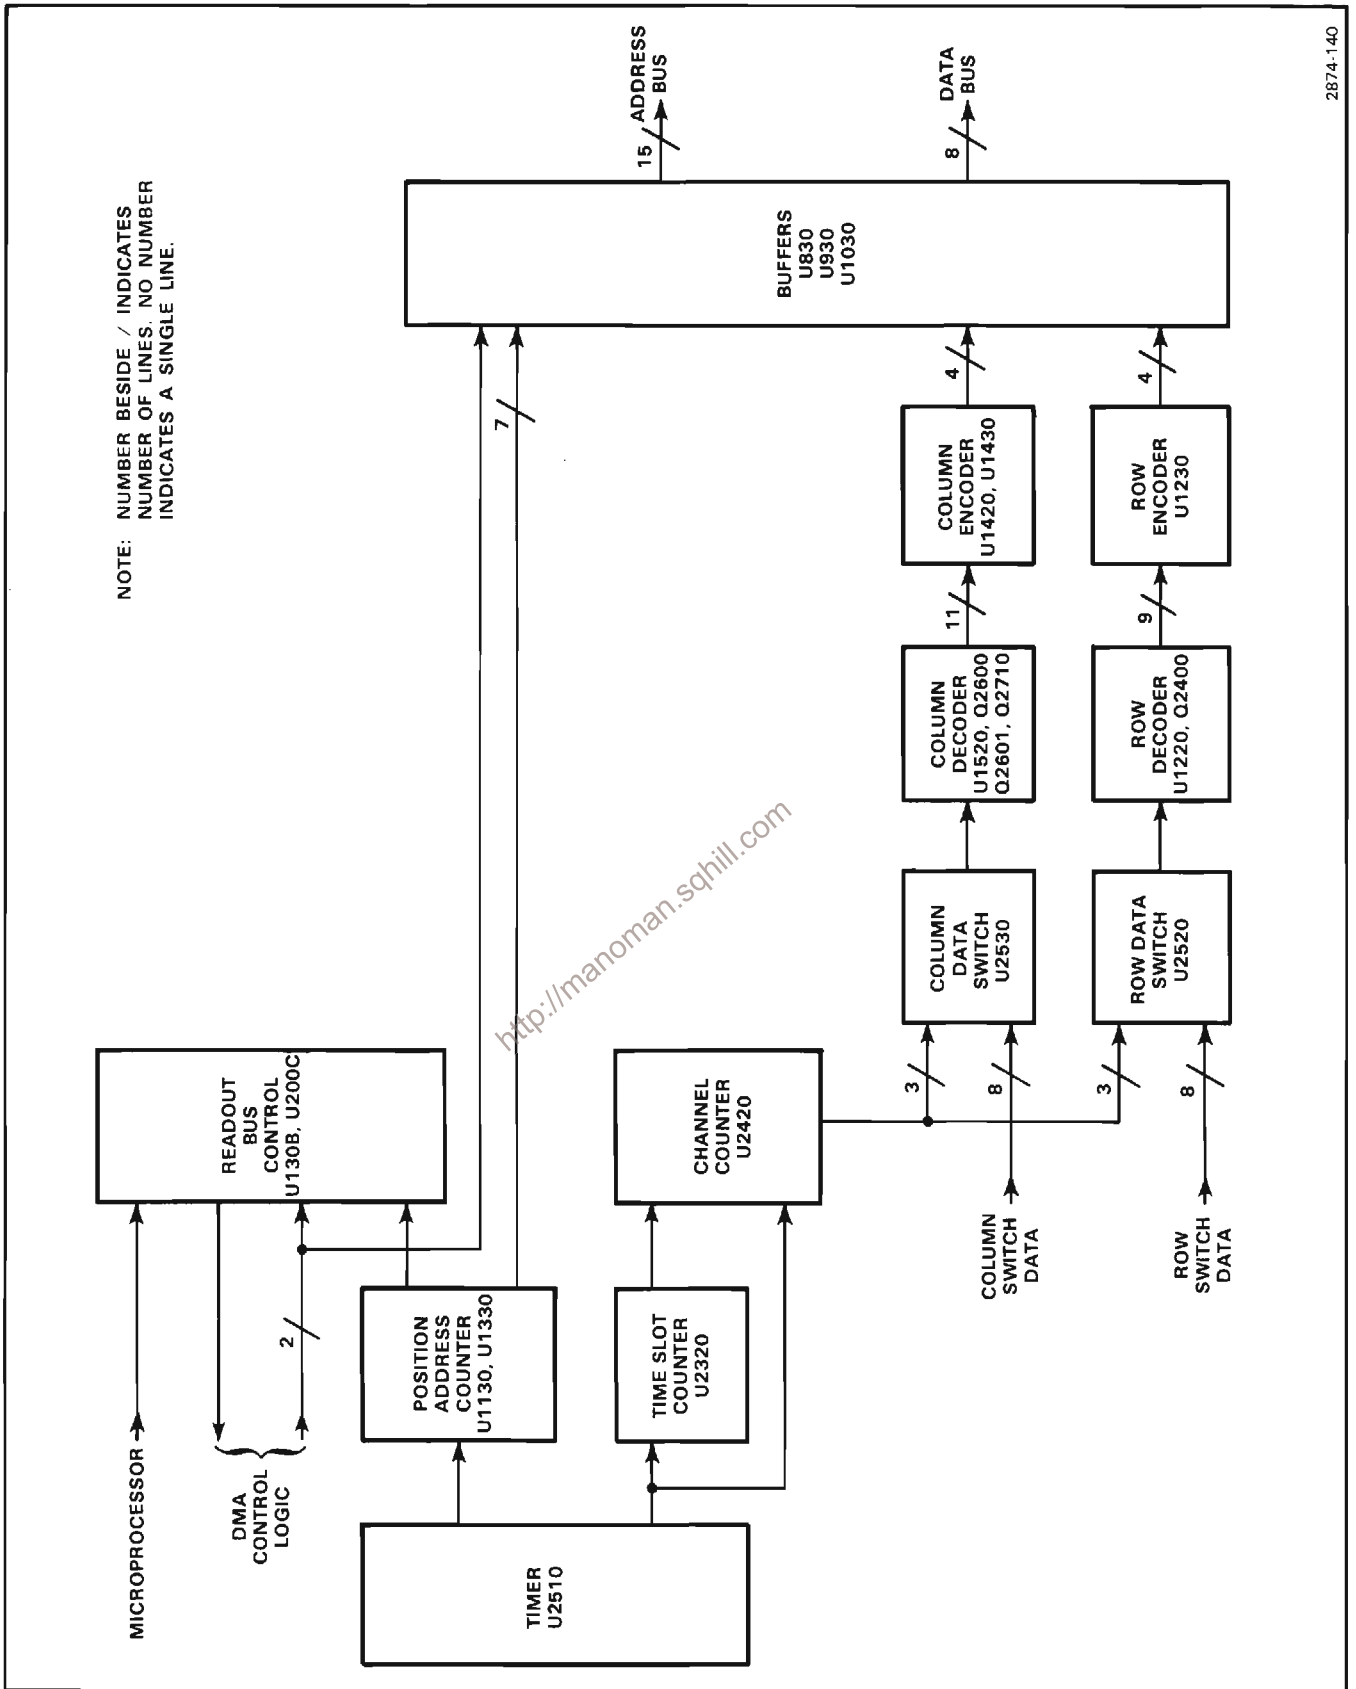 NOTE: NUMBER BESIDE / INDICATES
NUMBER OF LINES. NO NUMBER
INDICATES A SINGLE LINE.
MICROPROCESSOR
DMA
CONTROL
LOGIC
2
READOUT
BUS
CONTROL
U130B, U200C
POSITION
ADDRESS
COUNTER
U1130, U1330
7
TIMER
U2510
TIME SLOT
COUNTER
U2320
CHANNEL
COUNTER
U2420
BUFFERS
U830
U930
U1030
15
ADDRESS
BUS
8
DATA
BUS
COLUMN
SWITCH
DATA
3
8
COLUMN
DATA
SWITCH
U2530
COLUMN
DECODER
U1520, Q2600
Q2601, Q2710
11
COLUMN
ENCODER
U1420, U1430
4
ROW
SWITCH
DATA
3
8
ROW DATA
SWITCH
U2520
ROW
DECODER
U1220, Q2400
9
ROW
ENCODER
U1230
4
2874-140
http://manoman.sqhill.com